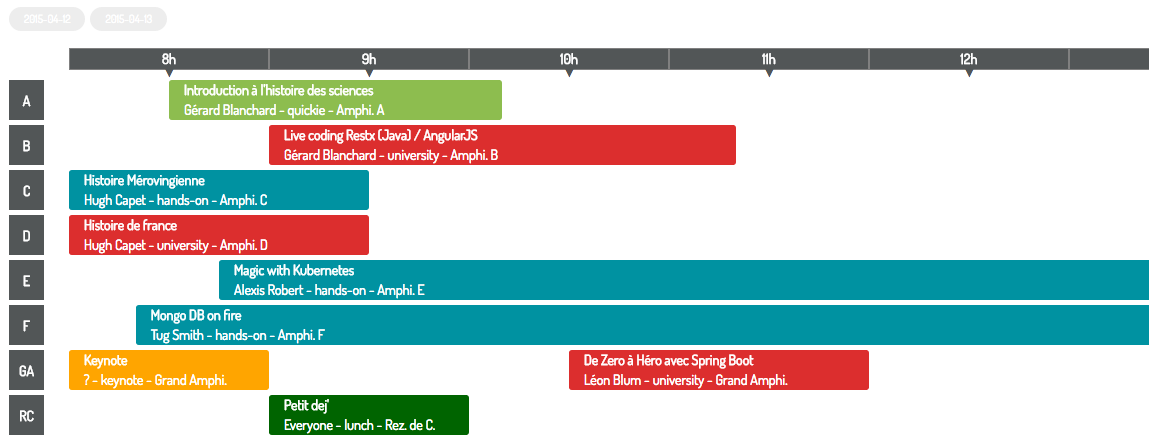 2015-04-12 2015-04-13
8h 9h 10h 11h 12h
A
Introduction à l'histoire des sciences
Gérard Blanchard - quickie - Amphi. A
B
Live coding Restx (Java) / AngularJS
Gérard Blanchard - university - Amphi. B
C
Histoire Mérovingienne
Hugh Capet - hands-on - Amphi. C
D
Histoire de france
Hugh Capet - university - Amphi. D
E
Magic with Kubernetes
Alexis Robert - hands-on - Amphi. E
F
Mongo DB on fire
Tug Smith - hands-on - Amphi. F
GA
Keynote
? - keynote - Grand Amphi.
De Zero à Héro avec Spring Boot
Léon Blum - university - Grand Amphi.
RC
Petit dej'
Everyone - lunch - Rez. de C.